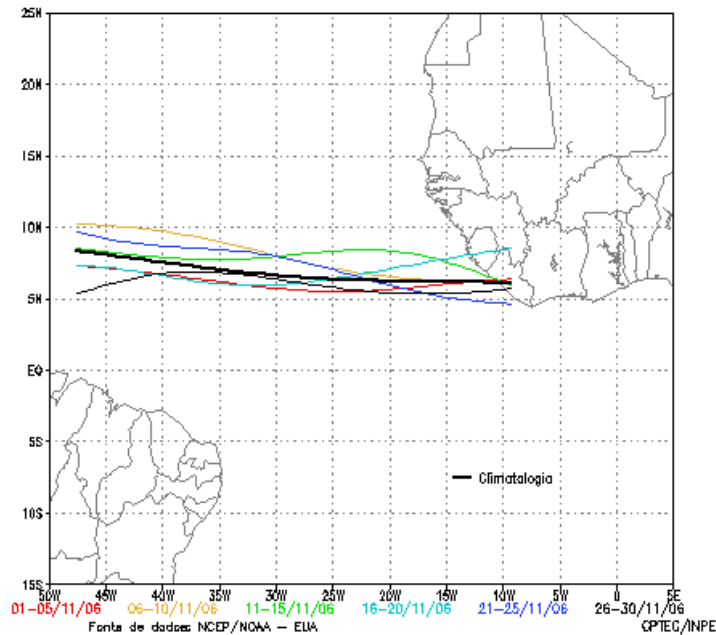 25N
20N
15N
10N
5N
EQ
5S
Climatologia
10S
15S
50W 45W 40W 35W 30W 25W 20W 15W 10W 5W 0 5E
01-05/11/06 06-10/11/06 11-15/11/06 16-20/11/06 21-25/11/06 26-30/11/06
Fonte de dados: NCEP/NOAA - EUA CPTEC/INPE